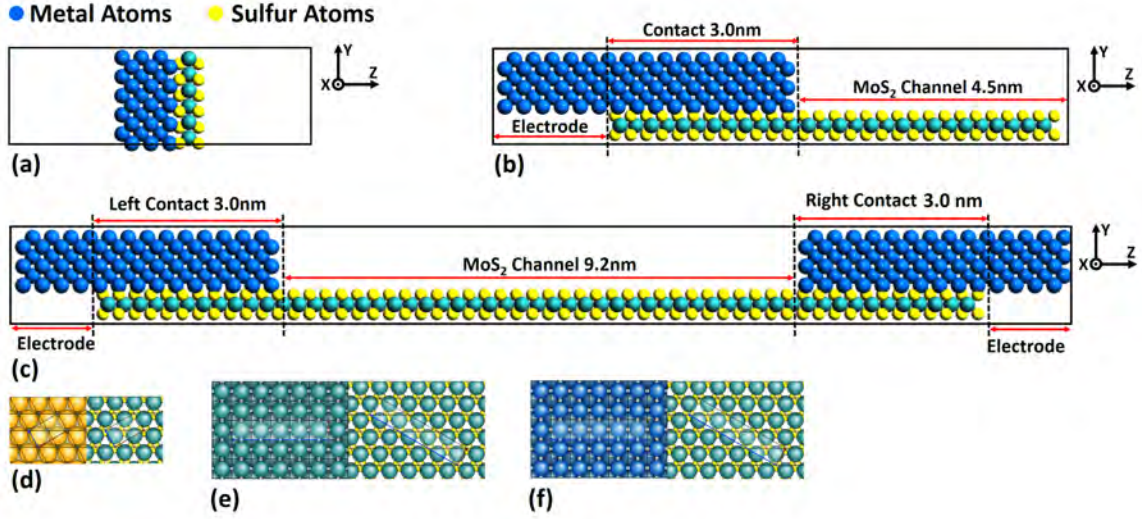 Metal Atoms Sulfur Atoms
Y
X Z
(a)
Contact 3.0nm
MoS₂ Channel 4.5nm
Electrode
Y
X Z
(b)
Left Contact 3.0nm
Right Contact 3.0 nm
MoS₂ Channel 9.2nm
Y
X Z
Electrode
Electrode
(c)
(d)
(e)
(f)